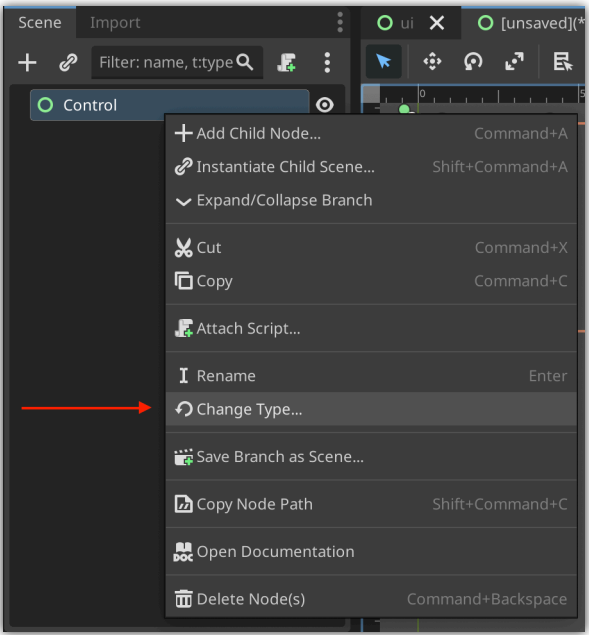 Scene Import
ui [unsaved](*
Filter: name, t:type
0 5
Control
Add Child Node... Command+A
Instantiate Child Scene... Shift+Command+A
Expand/Collapse Branch
Cut Command+X
Copy Command+C
Attach Script...
Rename Enter
Change Type...
Save Branch as Scene...
Copy Node Path Shift+Command+C
DOC Open Documentation
Delete Node(s) Command+Backspace